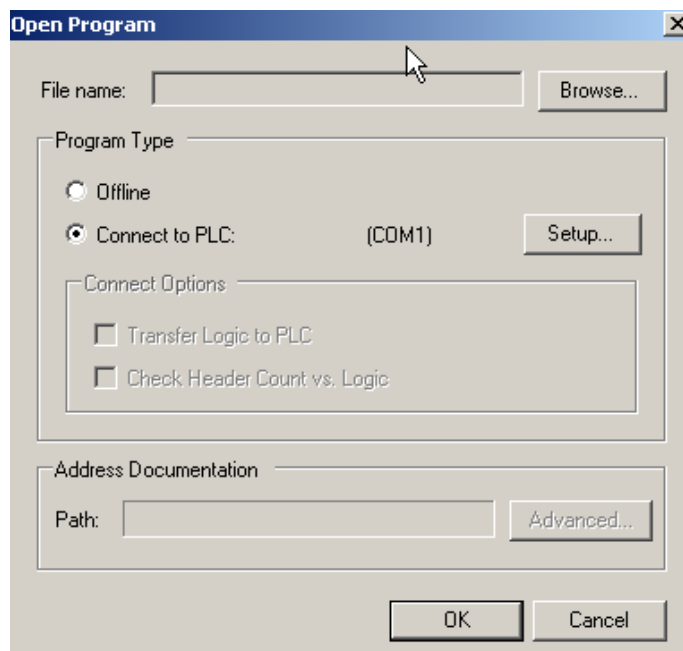 Open Program
File name:
Browse...
Program Type
Offline
Connect to PLC: (COM1) Setup...
Connect Options
Transfer Logic to PLC
Check Header Count vs. Logic
Address Documentation
Path:
Advanced...
OK Cancel